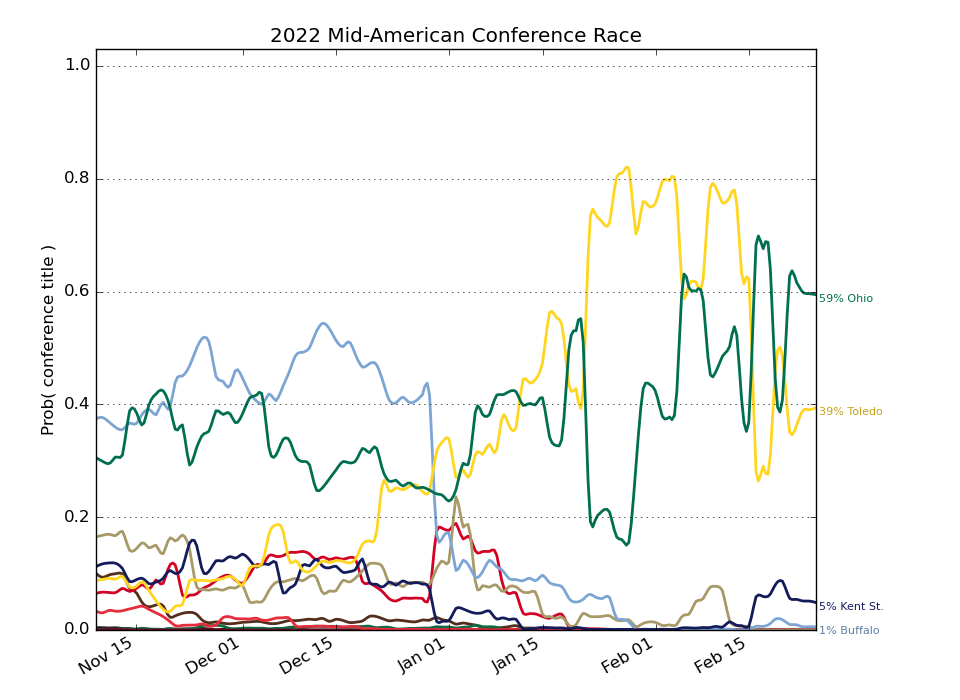 2022 Mid-American Conference Race
Prob( conference title )
1.0
0.8
0.6
0.4
0.2
0.0
59% Ohio
39% Toledo
5% Kent St.
1% Buffalo
Nov 15
Dec 01
Dec 15
Jan 01
Jan 15
Feb 01
Feb 15